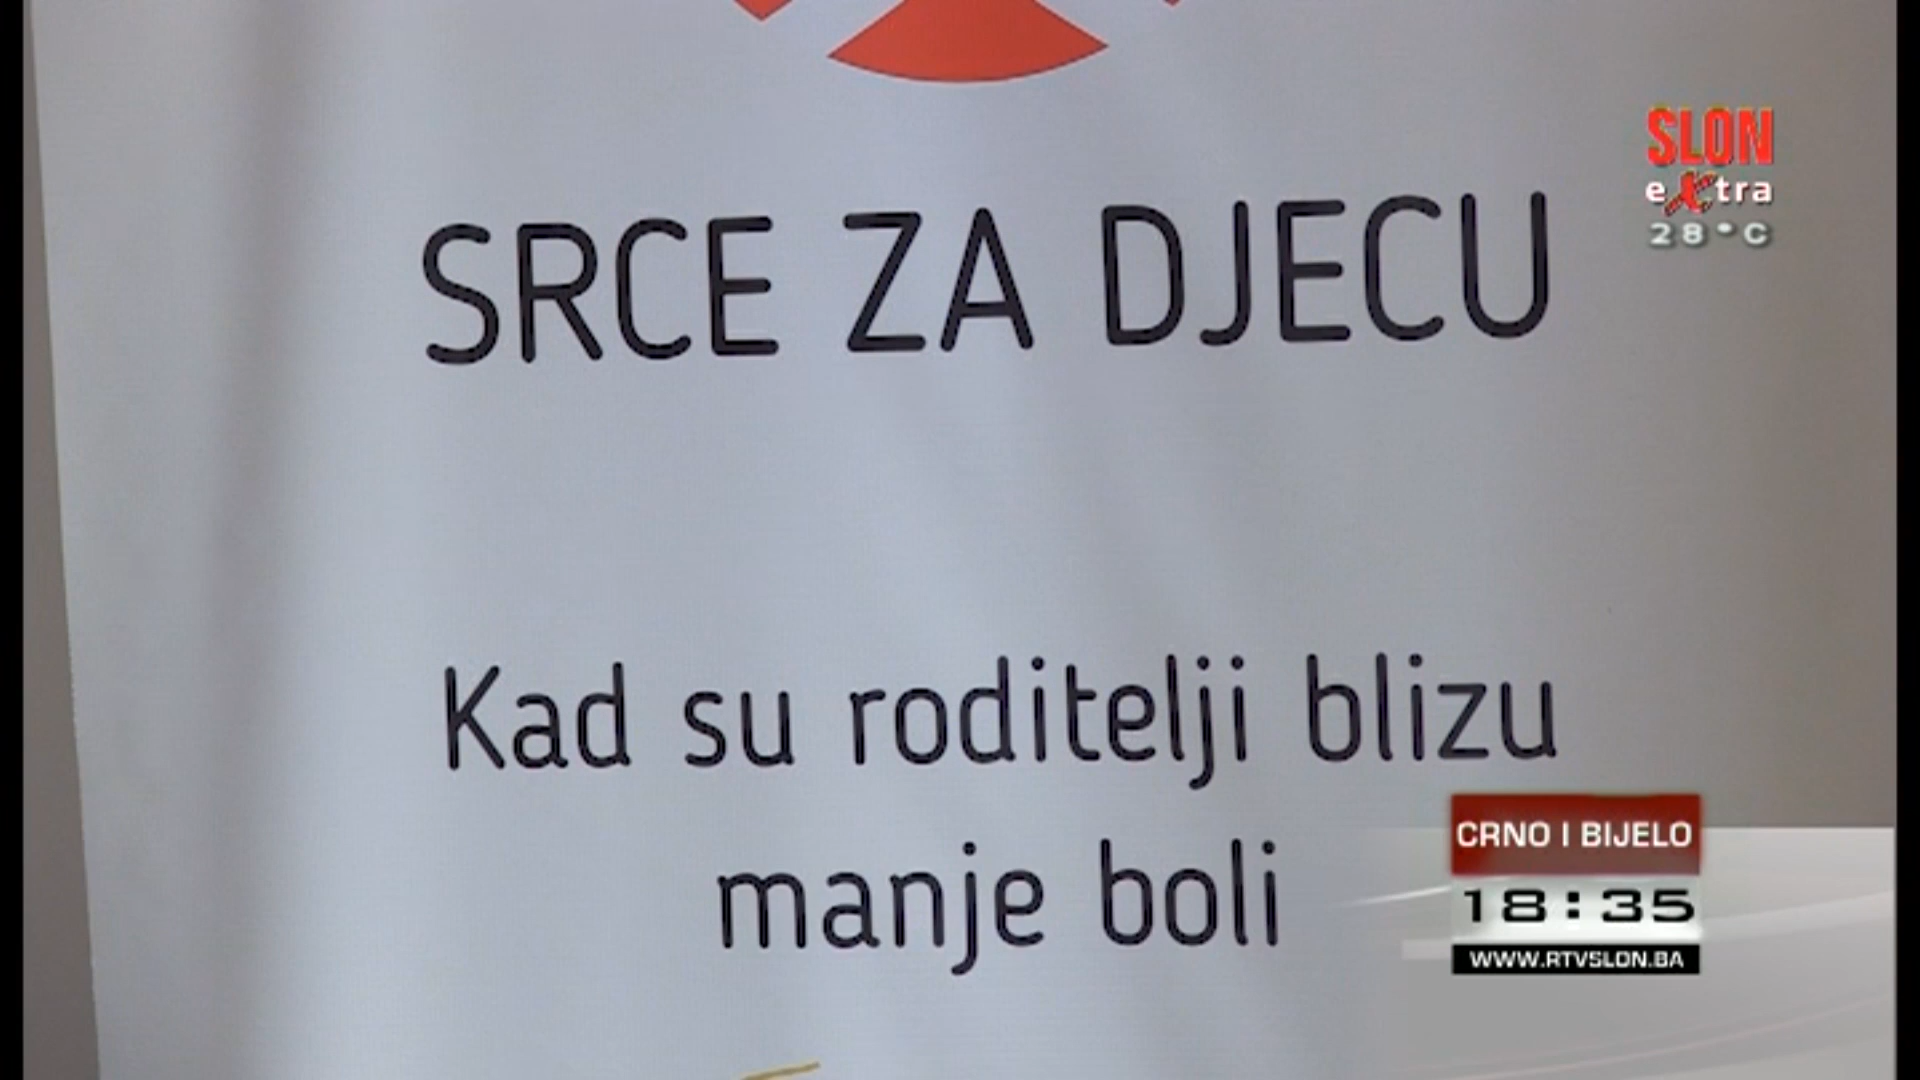 SLON
extra
28°C
SRCE ZA DJECU
Kad su roditelji blizu
manje boli
CRNO I BIJELO
18:35
WWW.RTVSLON.BA